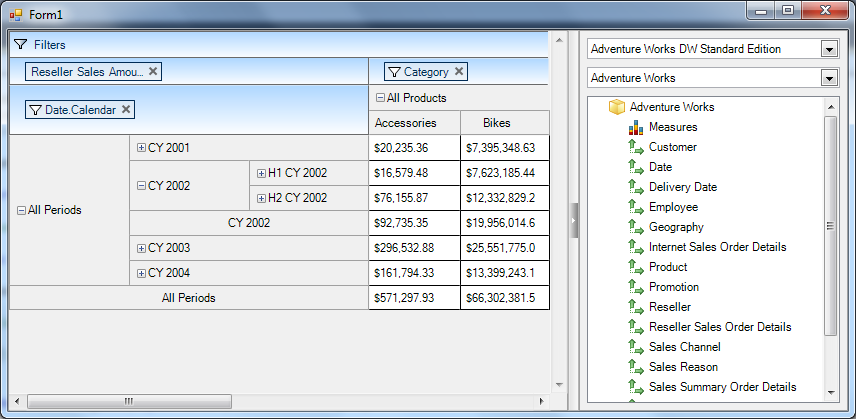 Form1
Filters
Reseller Sales Amou... Category
All Products
Date.Calendar
Accessories Bikes
CY 2001 $20,235.36 $7,395,348.63
CY 2002 H1 CY 2002 $16,579.48 $7,623,185.44
H2 CY 2002 $76,155.87 $12,332,829.2
All Periods
CY 2002 $92,735.35 $19,956,014.6
CY 2003 $296,532.88 $25,551,775.0
CY 2004 $161,794.33 $13,399,243.1
All Periods $571,297.93 $66,302,381.5
Adventure Works DW Standard Edition
Adventure Works
Adventure Works
Measures
Customer
Date
Delivery Date
Employee
Geography
Internet Sales Order Details
Product
Promotion
Reseller
Reseller Sales Order Details
Sales Channel
Sales Reason
Sales Summary Order Details